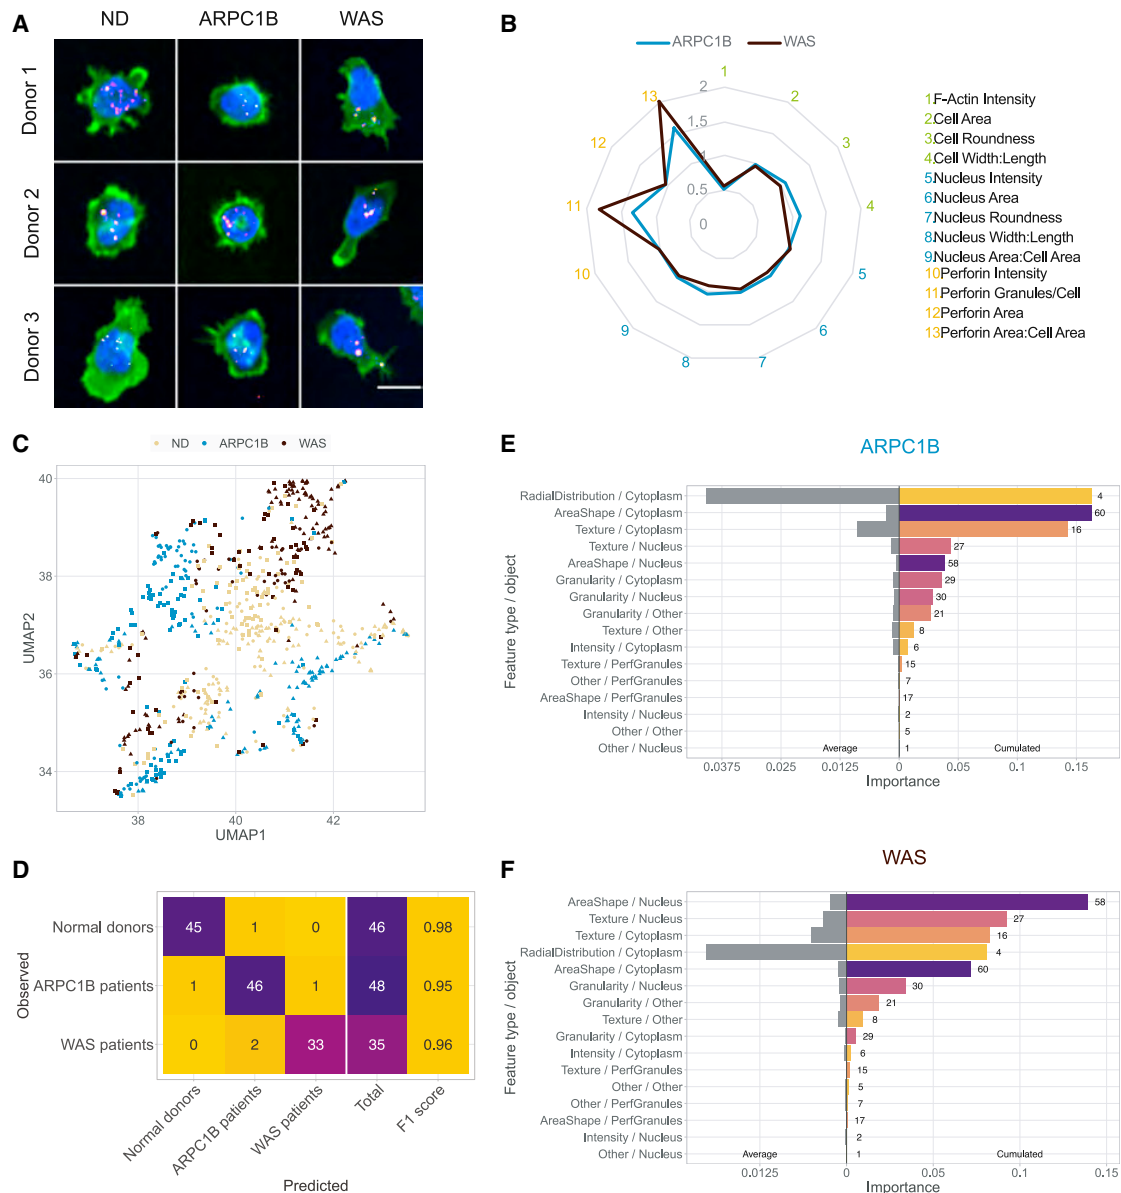 A
ND
ARPC1B
WAS
Donor 1
Donor 2
Donor 3
B
ARPC1B
WAS
1
2
3
4
5
6
7
8
9
10
11
12
13
2
1.5
1
0.5
0
1.F-Actin Intensity
2.Cell Area
3.Cell Roundness
4.Cell Width:Length
5.Nucleus Intensity
6.Nucleus Area
7.Nucleus Roundness
8.Nucleus Width:Length
9.Nucleus Area:Cell Area
10.Perforin Intensity
11.Perforin Granules/Cell
12.Perforin Area
13.Perforin Area:Cell Area
C
ND
ARPC1B
WAS
UMAP2
40
38
36
34
38
40
42
UMAP1
D
Observed
Normal donors 45 1 0 46 0.98
ARPC1B patients 1 46 1 48 0.95
WAS patients 0 2 33 35 0.96
Normal donors
ARPC1B patients
WAS patients
Total
F1 score
Predicted
E
ARPC1B
Feature type / object
RadialDistribution / Cytoplasm 4
AreaShape / Cytoplasm 60
Texture / Cytoplasm 16
Texture / Nucleus 27
AreaShape / Nucleus 58
Granularity / Cytoplasm 29
Granularity / Nucleus 30
Granularity / Other 21
Texture / Other 8
Intensity / Cytoplasm 6
Texture / PerfGranules 15
Other / PerfGranules 7
AreaShape / PerfGranules 17
Intensity / Nucleus 2
Other / Other 5
Other / Nucleus Average 1 Cumulated
0.0375 0.025 0.0125 0 0.05 0.1 0.15
Importance
F
WAS
Feature type / object
AreaShape / Nucleus 58
Texture / Nucleus 27
Texture / Cytoplasm 16
RadialDistribution / Cytoplasm 4
AreaShape / Cytoplasm 60
Granularity / Nucleus 30
Granularity / Other 21
Texture / Other 8
Granularity / Cytoplasm 29
Intensity / Cytoplasm 6
Texture / PerfGranules 15
Other / Other 5
Other / PerfGranules 7
AreaShape / PerfGranules 17
Intensity / Nucleus 2
Other / Nucleus Average 1 Cumulated
0.0125 0 0.05 0.1 0.15
Importance